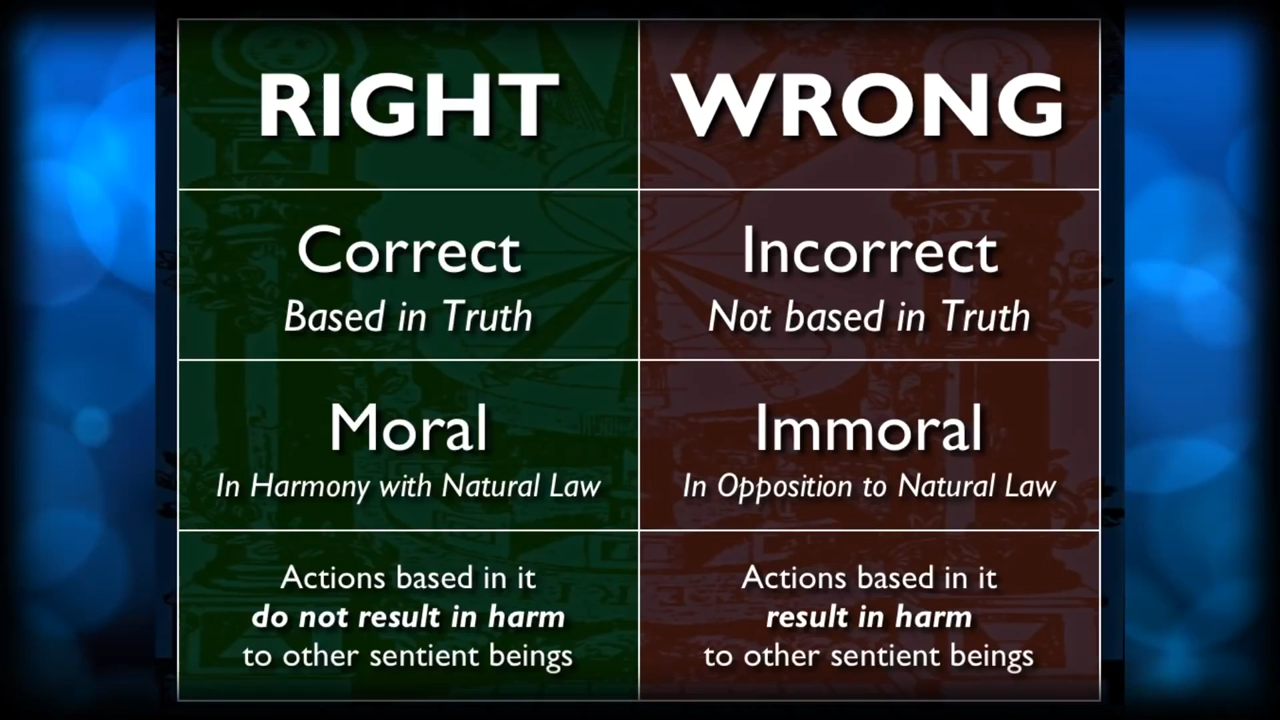 RIGHT
WRONG
Correct
Based in Truth
Incorrect
Not based in Truth
Moral
In Harmony with Natural Law
Immoral
In Opposition to Natural Law
Actions based in it
do not result in harm
to other sentient beings
Actions based in it
result in harm
to other sentient beings